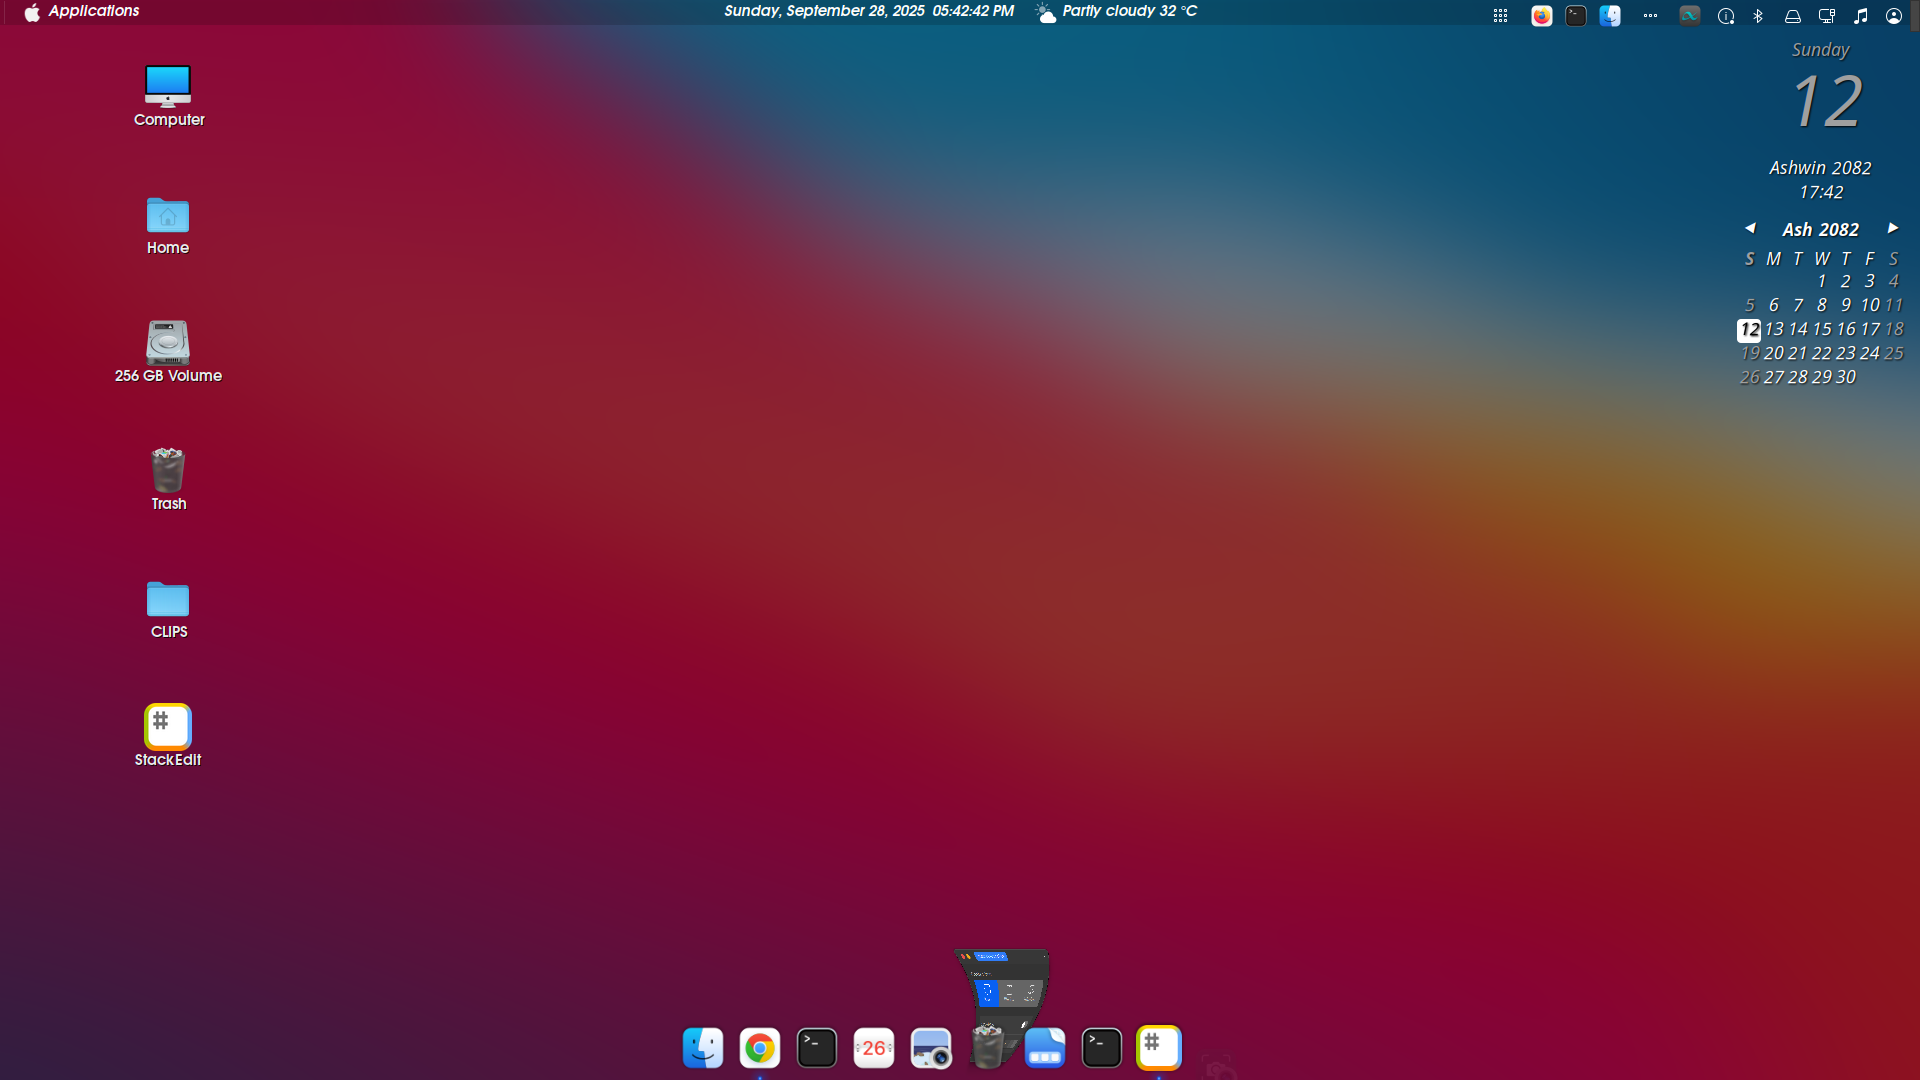 Applications
Sunday, September 28, 2025 05:42:42 PM
Partly cloudy 32 °C
Sunday
12
Ashwin 2082
17:42
Ash 2082
S M T W T F S
1 2 3 4
5 6 7 8 9 10 11
12 13 14 15 16 17 18
19 20 21 22 23 24 25
26 27 28 29 30
Computer
Home
256 GB Volume
Trash
CLIPS
#
StackEdit
>_
26
>_
#